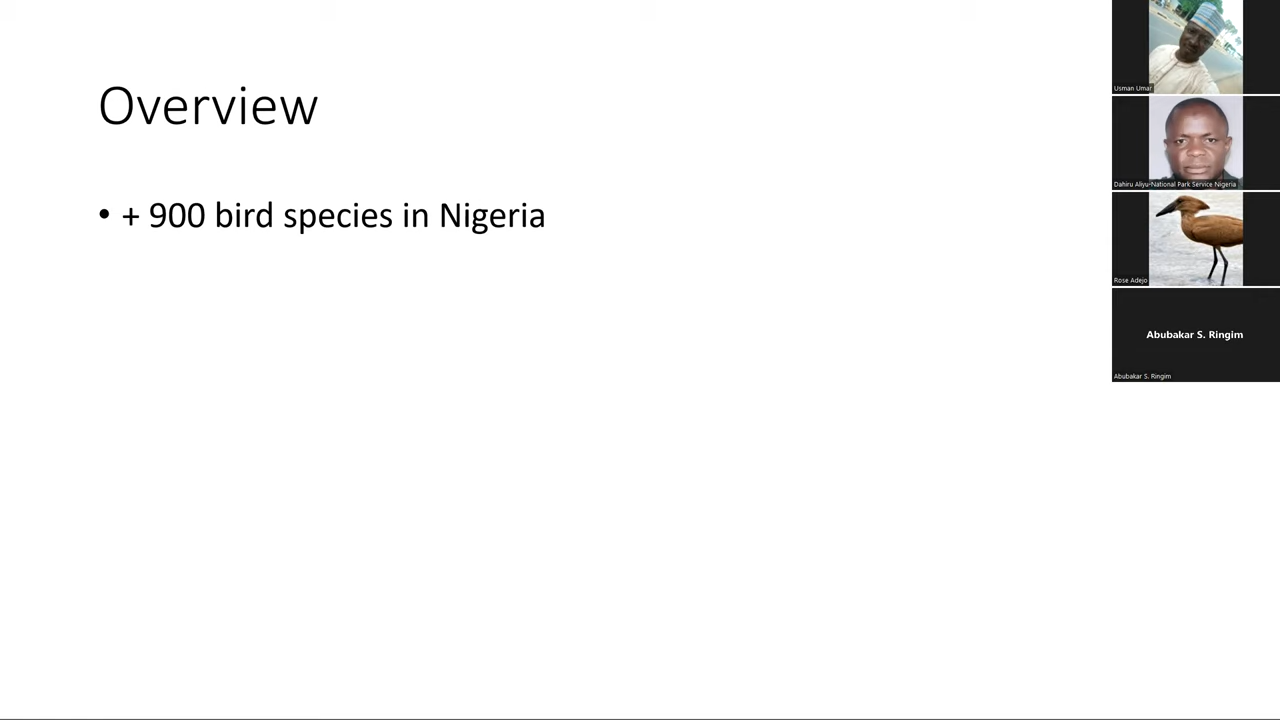 Overview
• + 900 bird species in Nigeria
Usman Umar
Dahiru Aliyu-National Park Service Nigeria
Rose Adejo
Abubakar S. Ringim
Abubakar S. Ringim